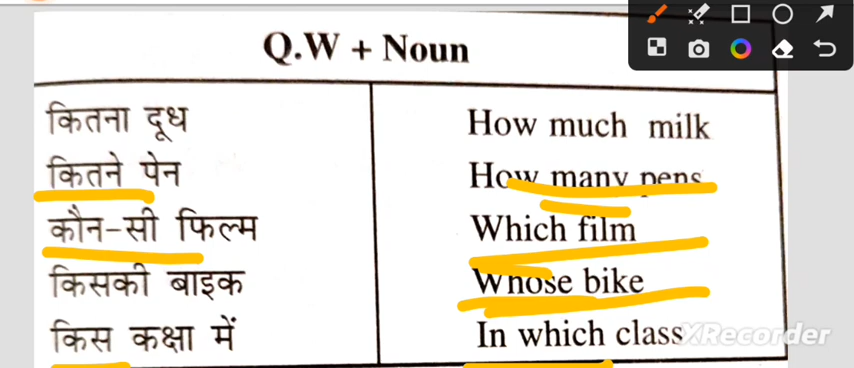 Q.W + Noun
कितना दूध How much milk
कितने पेन How many pens
कौन-सी फिल्म Which film
किसकी बाइक Whose bike
किस कक्षा में In which class
XRecorder